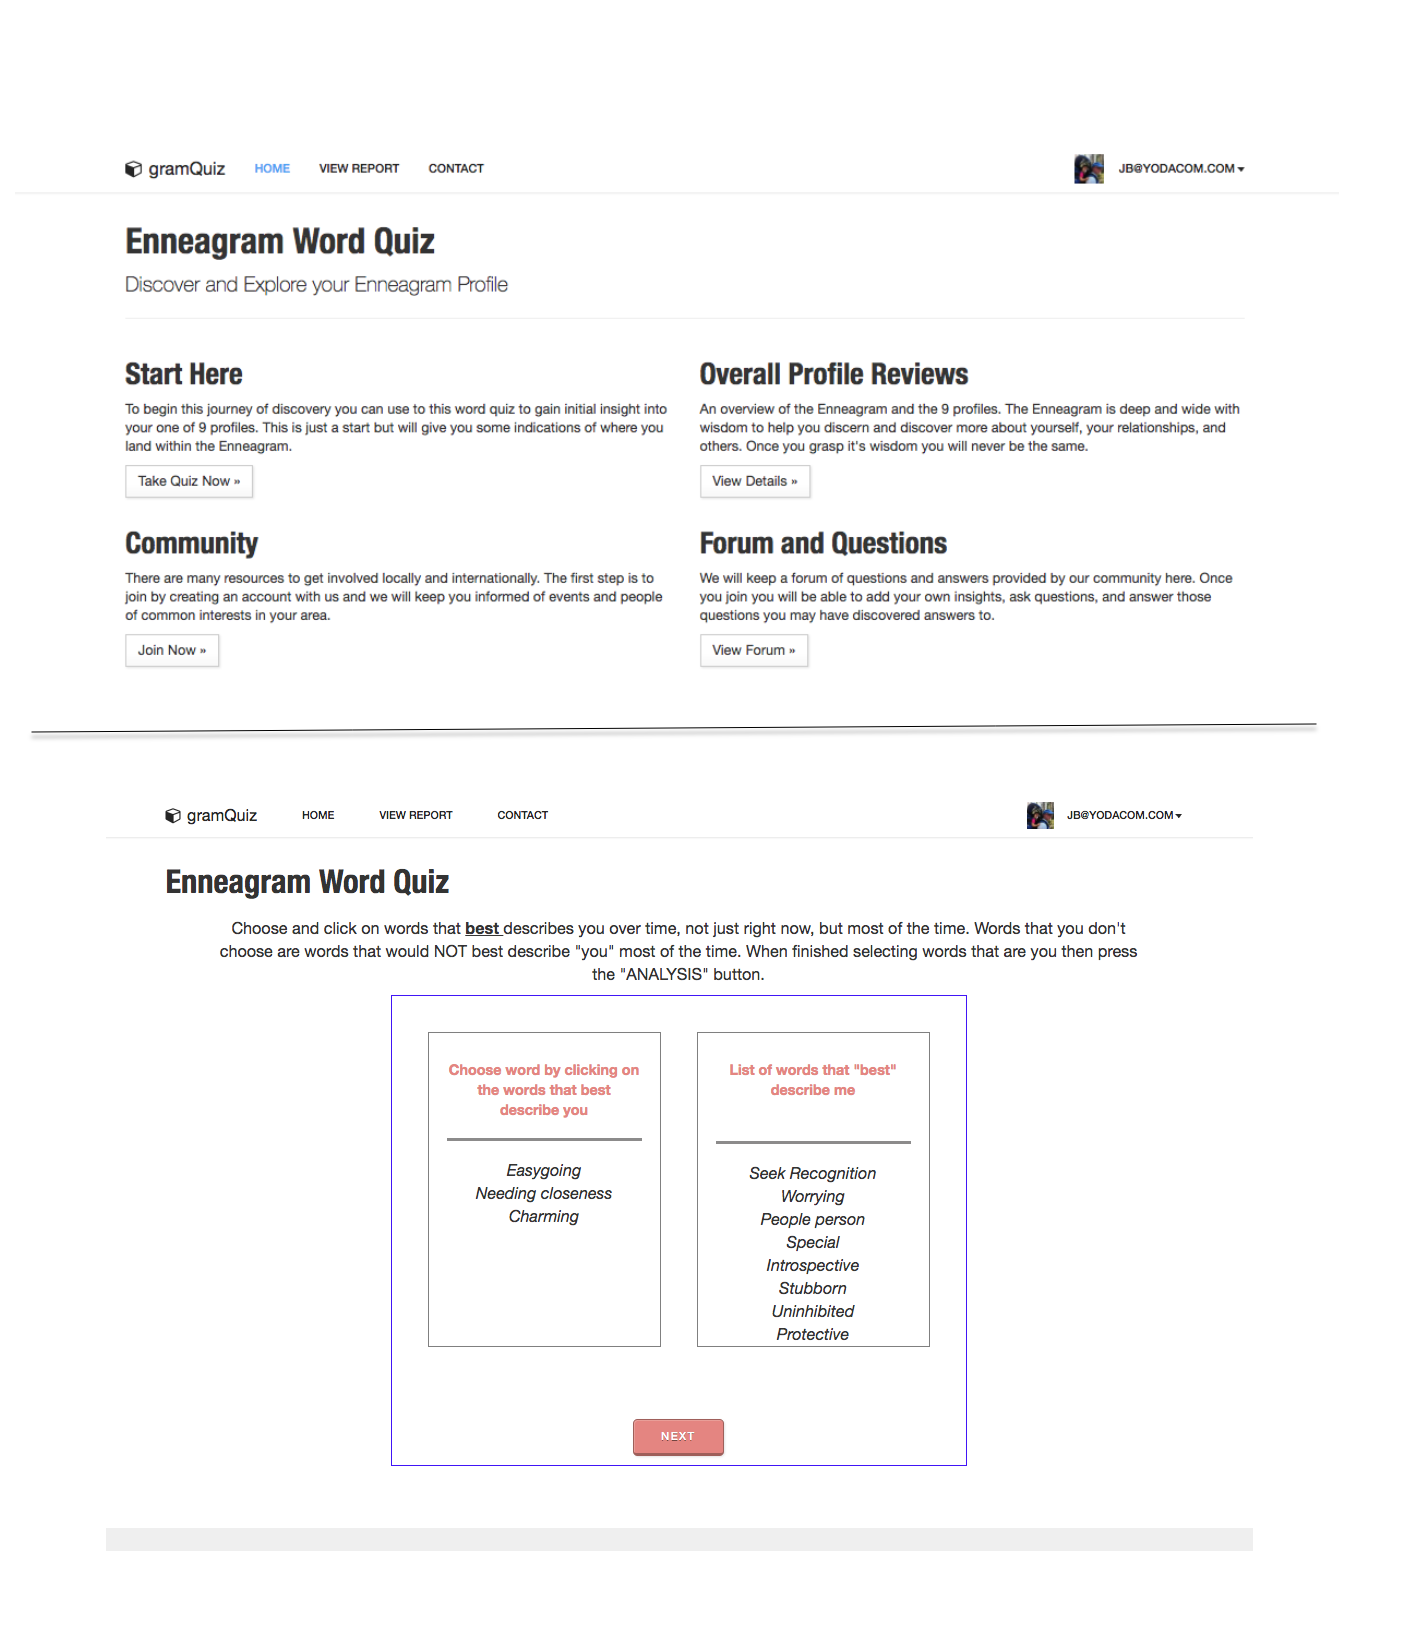 gramQuiz HOME VIEW REPORT CONTACT JB@YODACOM.COM
Enneagram Word Quiz
Discover and Explore your Enneagram Profile
Start Here
To begin this journey of discovery you can use to this word quiz to gain initial insight into
your one of 9 profiles. This is just a start but will give you some indications of where you
land within the Enneagram.
Take Quiz Now »
Overall Profile Reviews
An overview of the Enneagram and the 9 profiles. The Enneagram is deep and wide with
wisdom to help you discern and discover more about yourself, your relationships, and
others. Once you grasp it's wisdom you will never be the same.
View Details »
Community
There are many resources to get involved locally and internationally. The first step is to
join by creating an account with us and we will keep you informed of events and people
of common interests in your area.
Join Now »
Forum and Questions
We will keep a forum of questions and answers provided by our community here. Once
you join you will be able to add your own insights, ask questions, and answer those
questions you may have discovered answers to.
View Forum »
gramQuiz HOME VIEW REPORT CONTACT JB@YODACOM.COM
Enneagram Word Quiz
Choose and click on words that best describes you over time, not just right now, but most of the time. Words that you don't
choose are words that would NOT best describe "you" most of the time. When finished selecting words that are you then press
the "ANALYSIS" button.
Choose word by clicking on
the words that best
describe you
Easygoing
Needing closeness
Charming
List of words that "best"
describe me
Seek Recognition
Worrying
People person
Special
Introspective
Stubborn
Uninhibited
Protective
NEXT